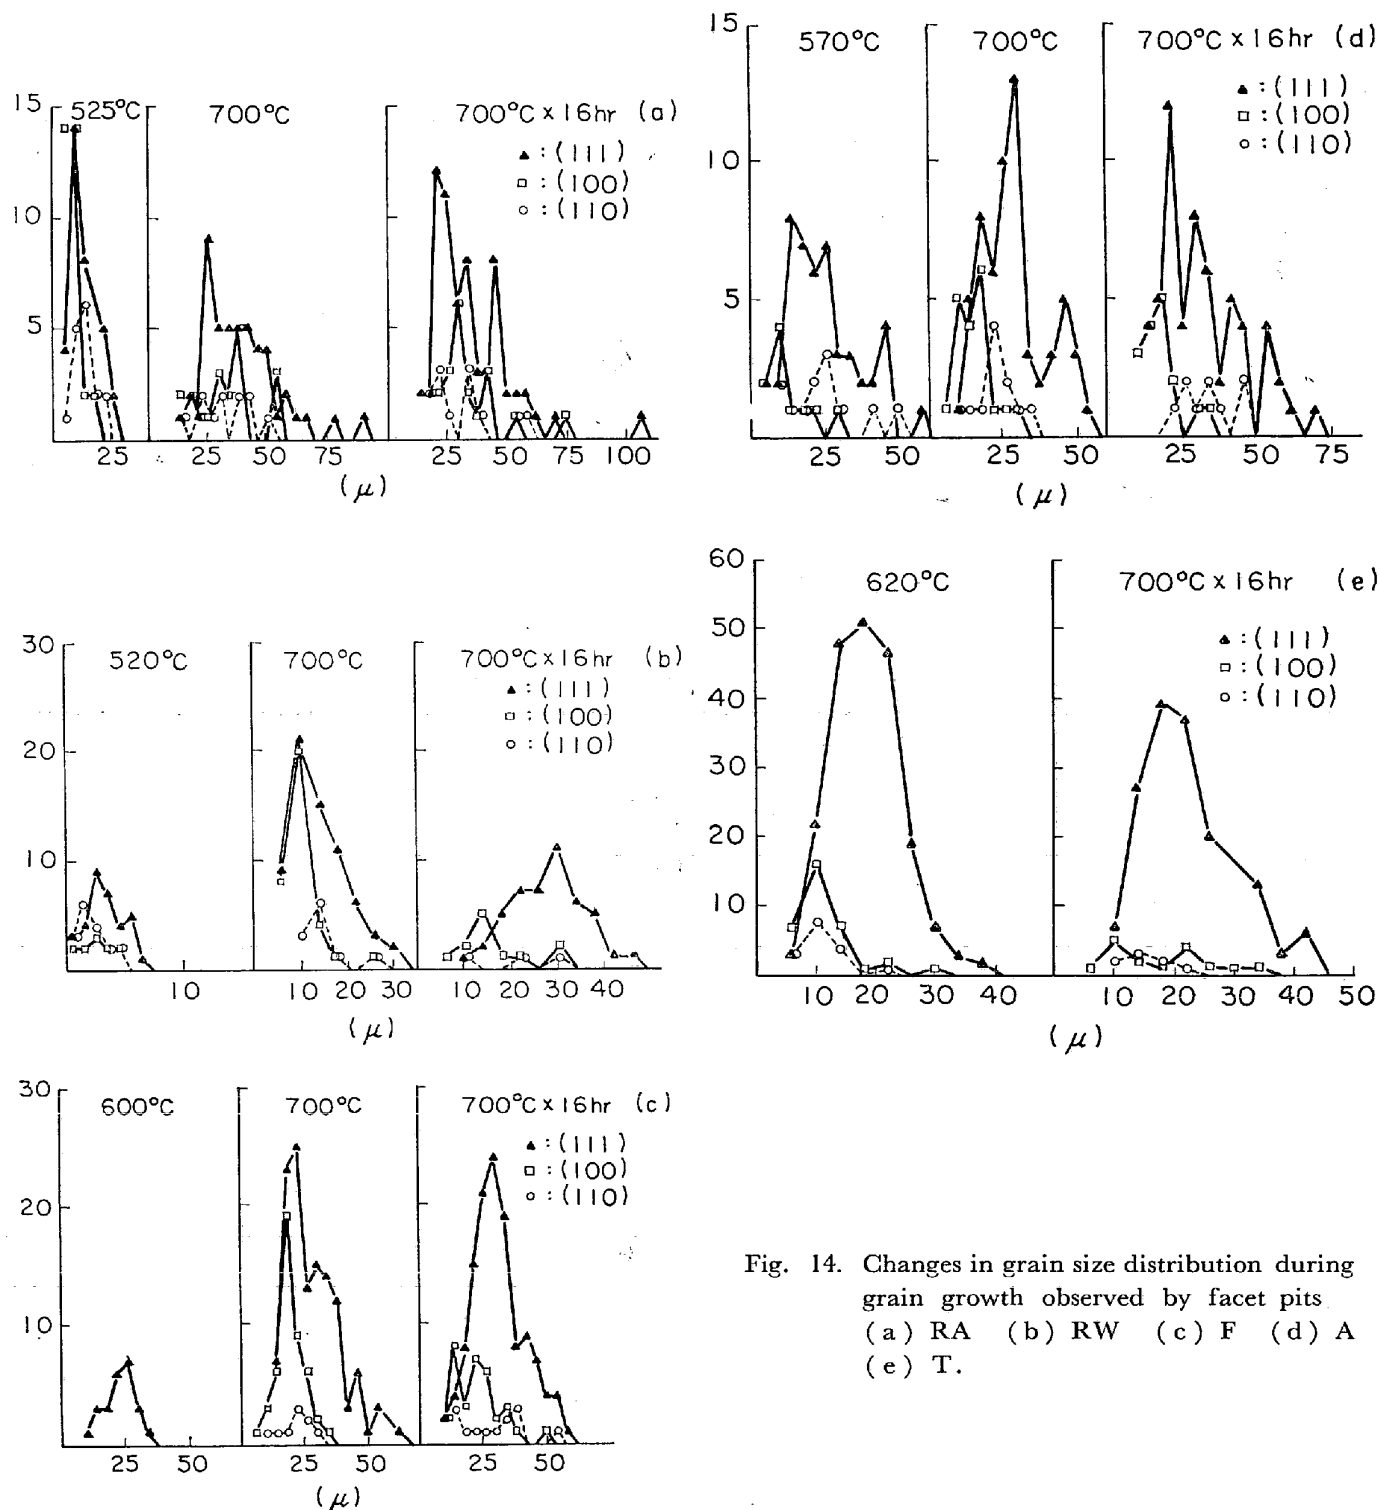 525°C 700°C 700°C x 16hr (a)
▲ : (111)
□ : (100)
○ : (110)
15
10
5
25 25 50 75 25 50 75 100
(μ)
520°C 700°C 700°C x 16hr (b)
▲ : (111)
□ : (100)
○ : (110)
30
20
10
10 10 20 30 10 20 30 40
(μ)
600°C 700°C 700°C x 16hr (c)
▲ : (111)
□ : (100)
○ : (110)
30
20
10
25 50 25 50 25 50
(μ)
570°C 700°C 700°C x 16hr (d)
▲ : (111)
□ : (100)
○ : (110)
15
10
5
25 50 25 50 25 50 75
(μ)
620°C 700°C x 16hr (e)
▲ : (111)
□ : (100)
○ : (110)
60
50
40
30
20
10
10 20 30 40 10 20 30 40 50
(μ)
Fig. 14. Changes in grain size distribution during
grain growth observed by facet pits
(a) RA (b) RW (c) F (d) A
(e) T.